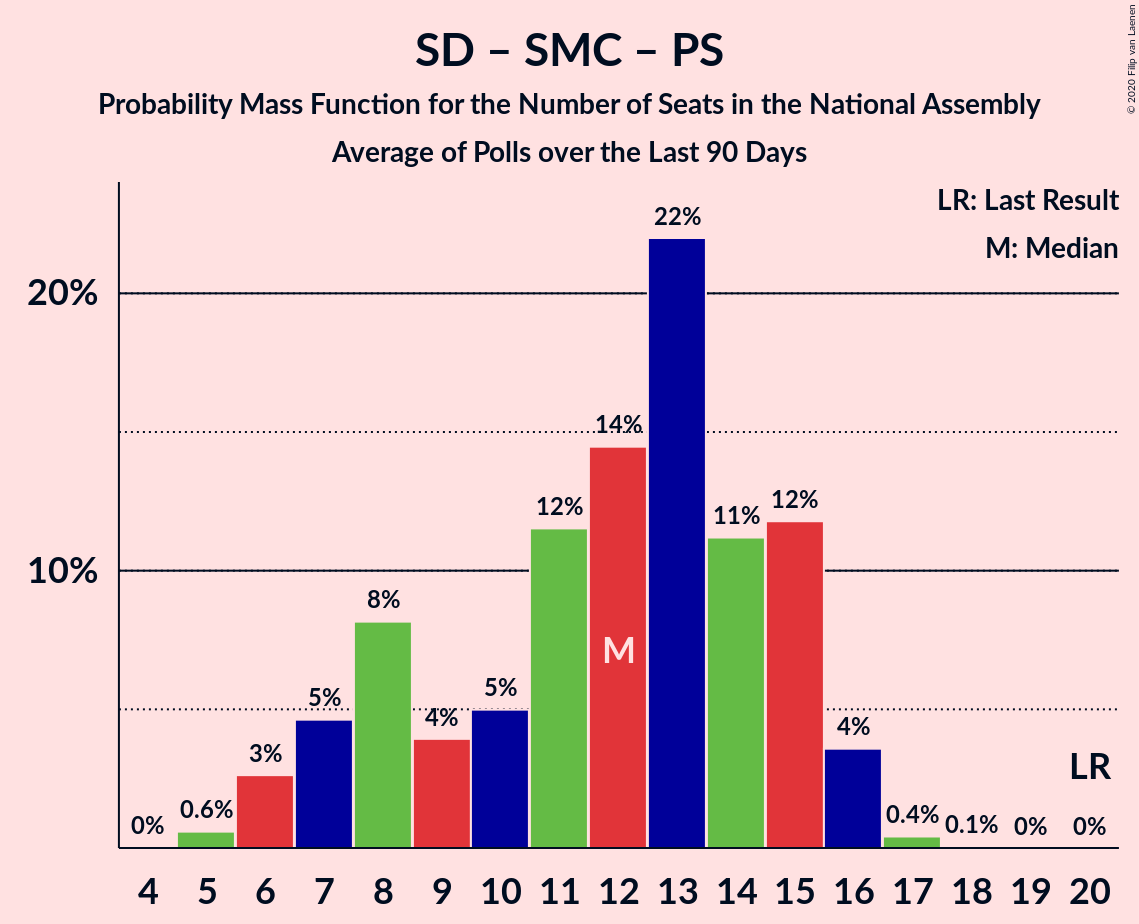 SD – SMC – PS
Probability Mass Function for the Number of Seats in the National Assembly
Average of Polls over the Last 90 Days
© 2020 Filip van Laenen
LR: Last Result
M: Median
20%
10%
0%
0.6%
3%
5%
8%
4%
5%
12%
14%
22%
11%
12%
4%
0.4%
0.1%
0%
0%
M
LR
4 5 6 7 8 9 10 11 12 13 14 15 16 17 18 19 20